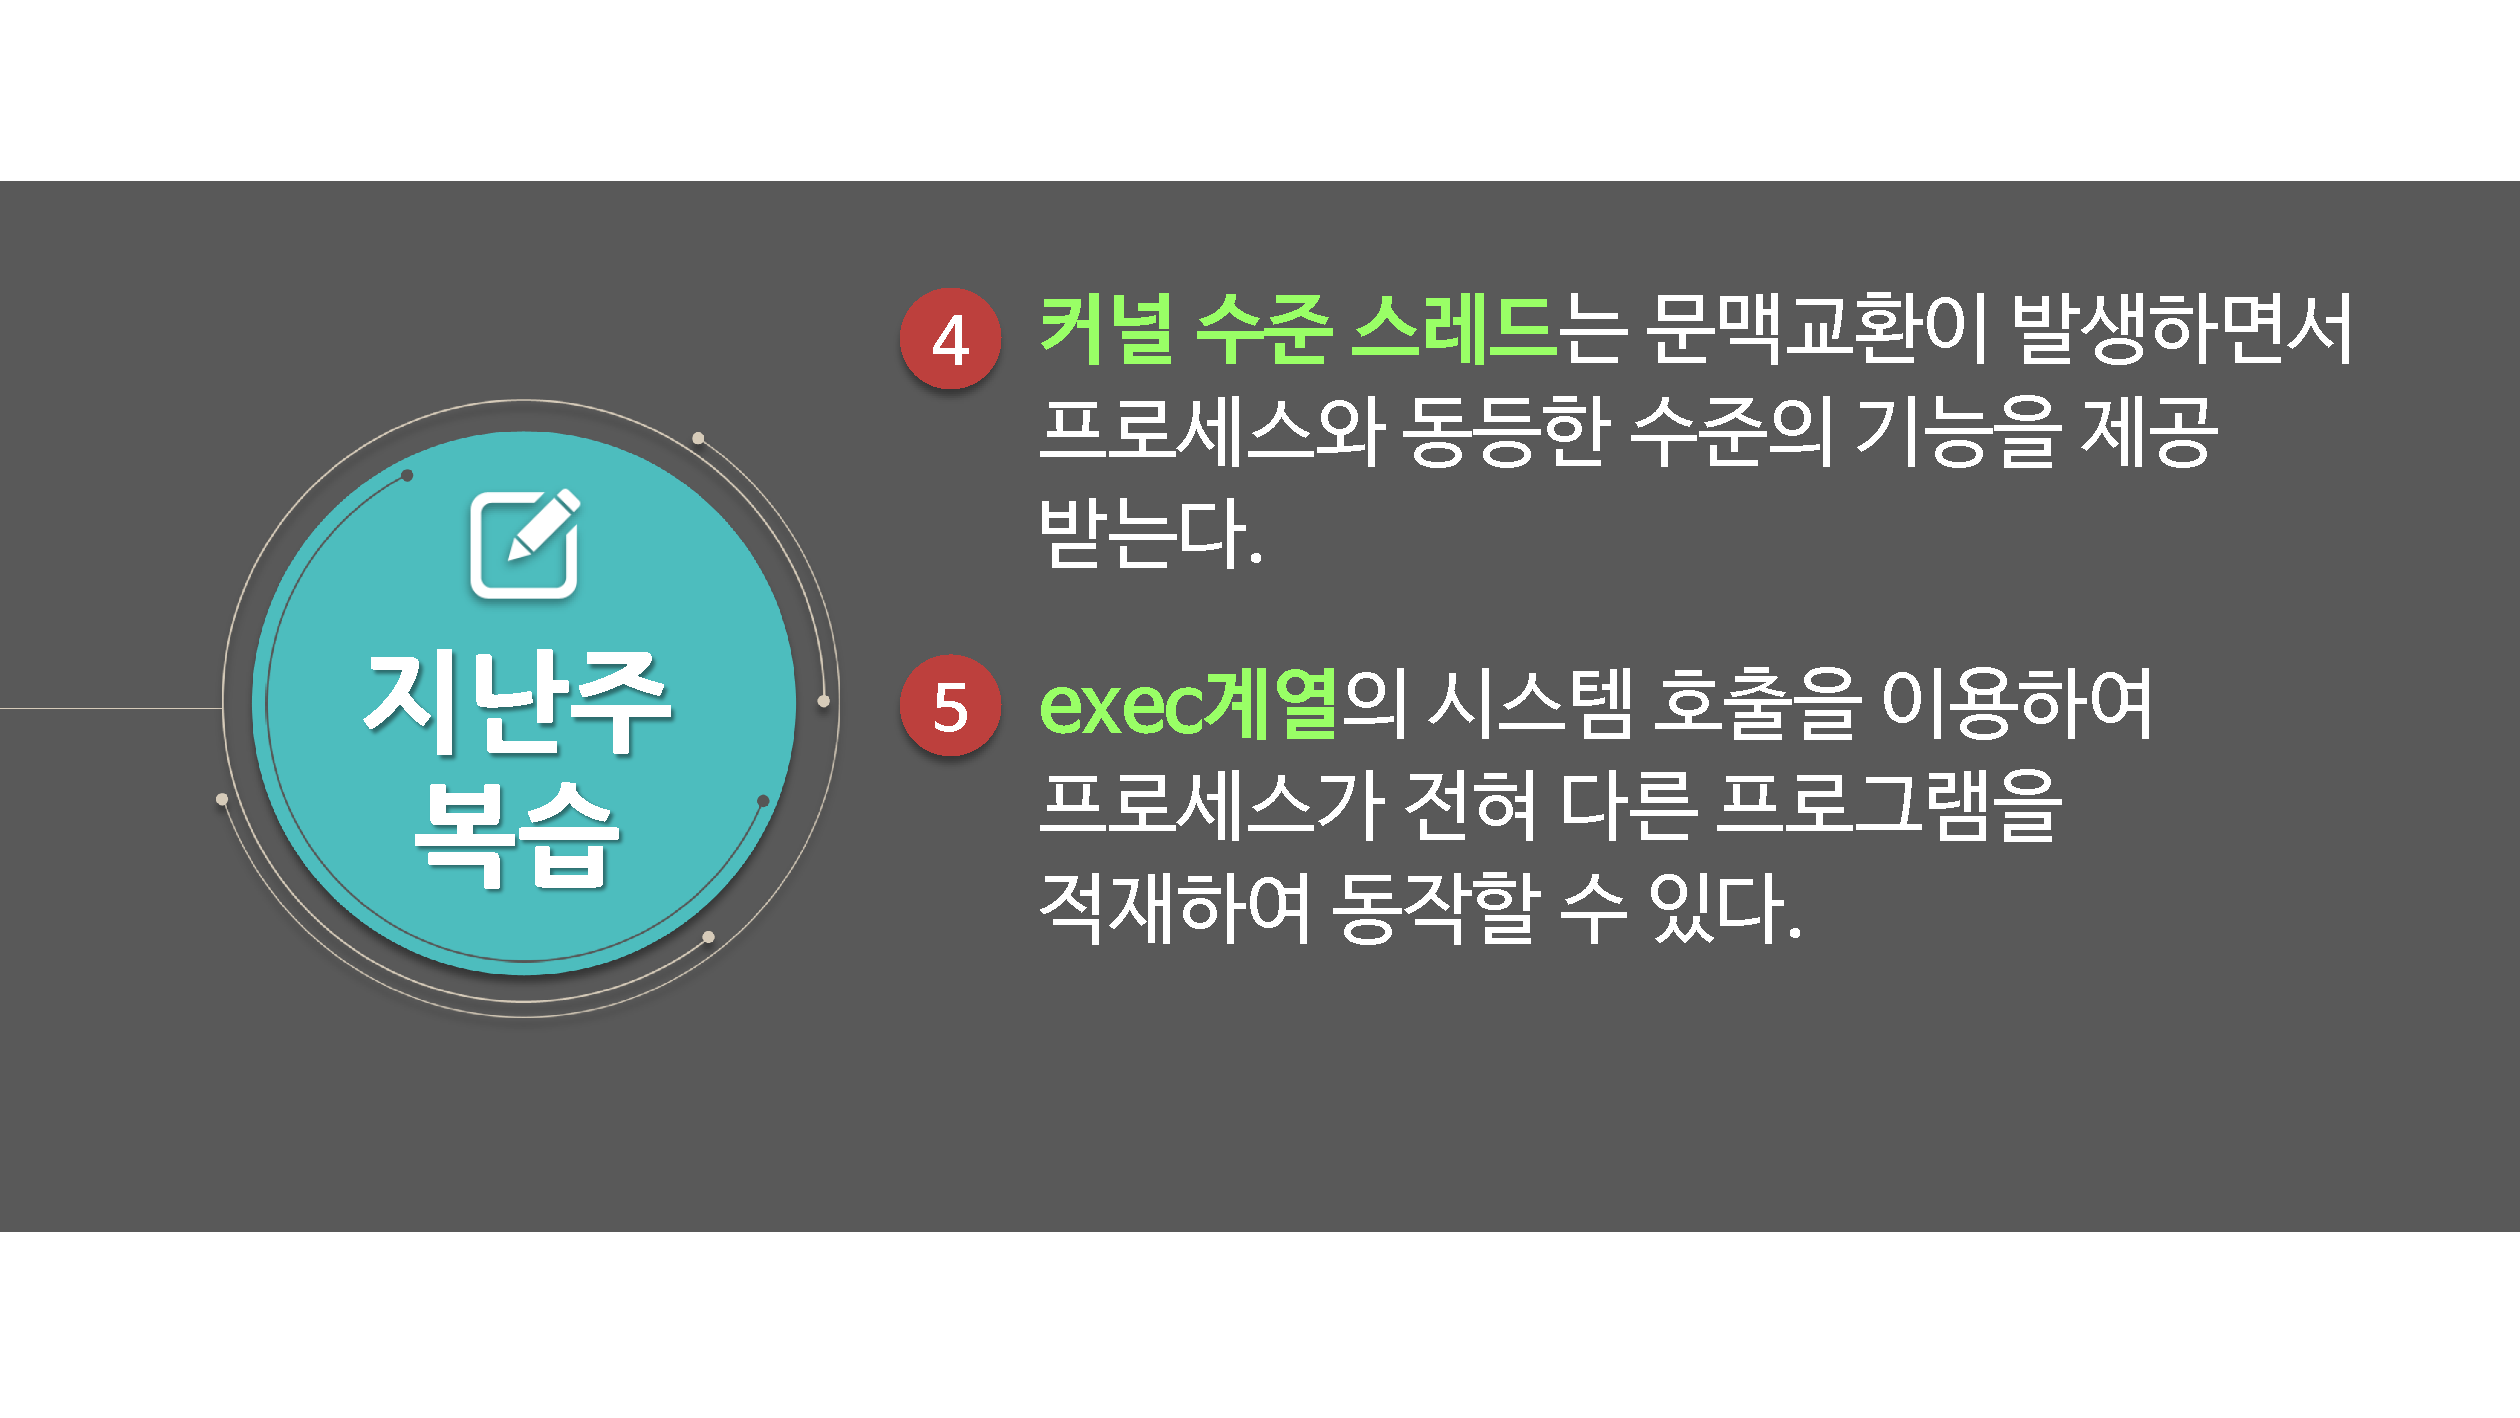 지난주
복습
4
커널 수준 스레드는 문맥교환이 발생하면서
프로세스와 동등한 수준의 기능을 제공
받는다.
5
exec계열의 시스템 호출을 이용하여
프로세스가 전혀 다른 프로그램을
적재하여 동작할 수 있다.